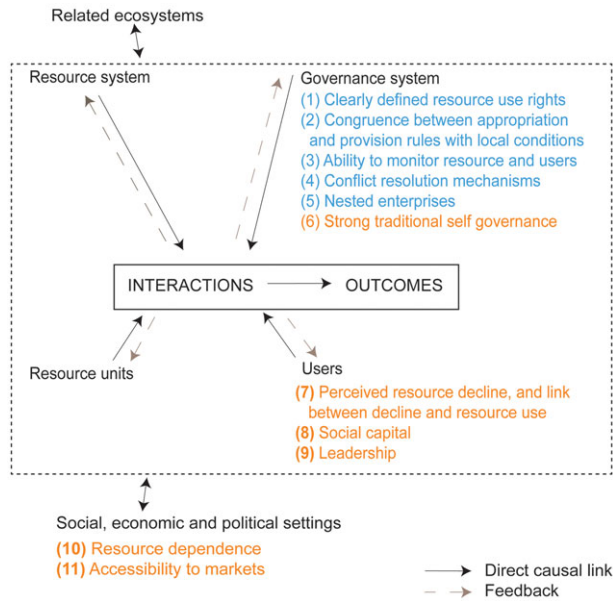 Related ecosystems
Resource system
Governance system
(1) Clearly defined resource use rights
(2) Congruence between appropriation
and provision rules with local conditions
(3) Ability to monitor resource and users
(4) Conflict resolution mechanisms
(5) Nested enterprises
(6) Strong traditional self governance
INTERACTIONS OUTCOMES
Resource units
Users
(7) Perceived resource decline, and link
between decline and resource use
(8) Social capital
(9) Leadership
Social, economic and political settings
(10) Resource dependence
(11) Accessibility to markets
Direct causal link
Feedback